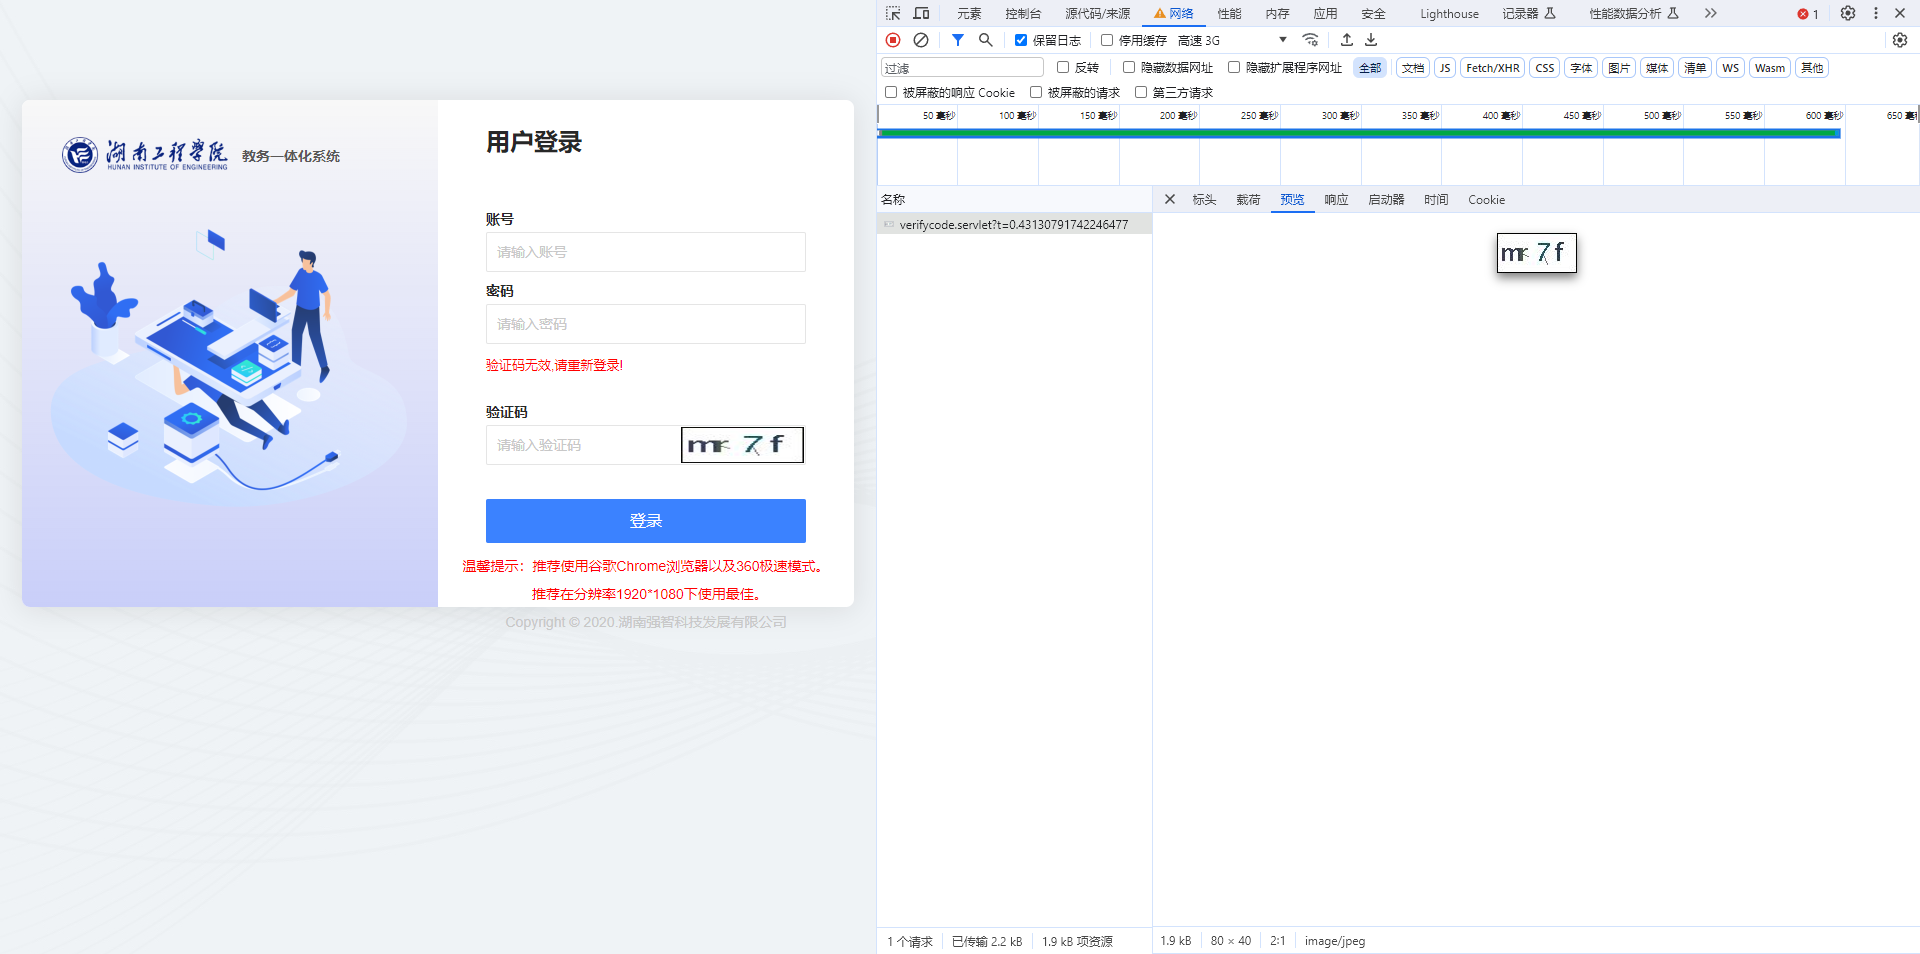 湖南工程学院
HUNAN INSTITUTE OF ENGINEERING
教务一体化系统
用户登录
账号
请输入账号
密码
请输入密码
验证码无效,请重新登录!
验证码
请输入验证码
登录
温馨提示：推荐使用谷歌Chrome浏览器以及360极速模式。
推荐在分辨率1920*1080下使用最佳。
Copyright © 2020.湖南强智科技发展有限公司
元素 控制台 源代码/来源 网络 性能 内存 应用 安全 Lighthouse 记录器 性能数据分析 1
保留日志 停用缓存 高速 3G
过滤 反转 隐藏数据网址 隐藏扩展程序网址 全部 文档 JS Fetch/XHR CSS 字体 图片 媒体 清单 WS Wasm 其他
被屏蔽的响应 Cookie 被屏蔽的请求 第三方请求
50 毫秒 100 毫秒 150 毫秒 200 毫秒 250 毫秒 300 毫秒 350 毫秒 400 毫秒 450 毫秒 500 毫秒 550 毫秒 600 毫秒 650 毫秒
名称
标头 载荷 预览 响应 启动器 时间 Cookie
verifycode.servlet?t=0.43130791742246477
1 个请求 已传输 2.2 kB 1.9 kB 项资源
1.9 kB 80 × 40 2:1 image/jpeg